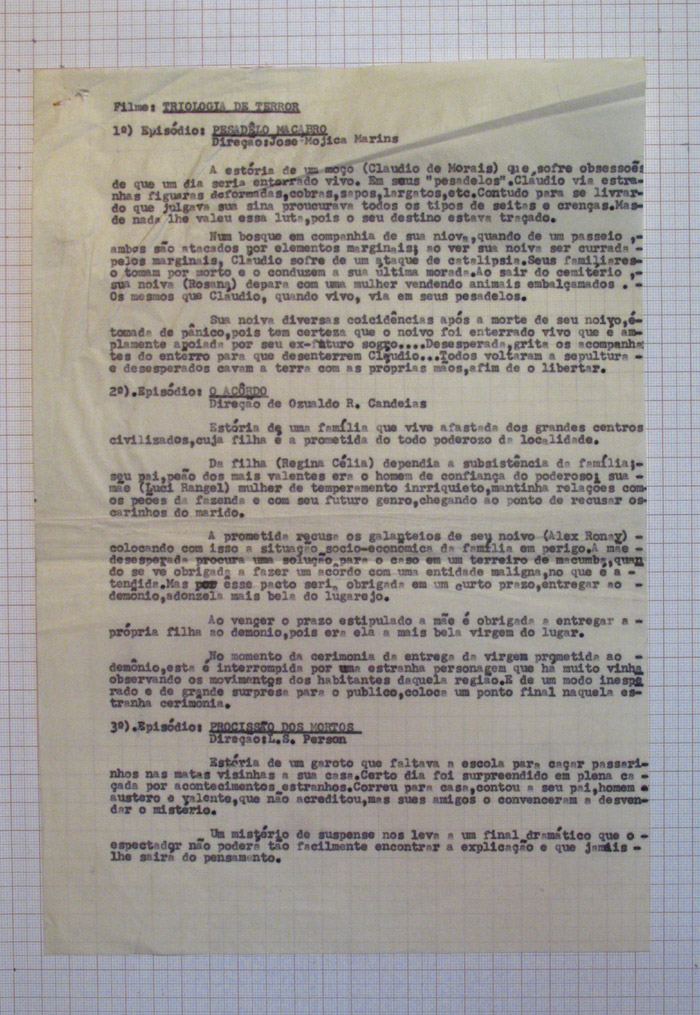 Filme: TRIOLOGIA DE TERROR
1º) Episódio: PESADÊLO MACABRO
Direção:José Mojica Marins
A estória de um moço (Claudio de Morais) que sofre obsessoës
de que um dia seria enterrado vivo. Em seus "pesadelos".Claudio via estra-
nhas figuras deformadas,cobras,sapos,largatos,etc.Contudo para se livrar-
do que julgava sua sina proucurava todos os tipos de seitas e crenças.Mas-
de nada lhe valeu essa luta,pois o seu destino estava traçado.
Num bosque em companhia de sua niova,quando de um passeio ,-
ambos são atacados por elementos marginais; ao ver sua noiva ser currada -
pelos marginais, Claudio sofre de um ataque de catalipsia.Seus familiares-
o tomam por morto e o conduzem a sua última morada.Ao sair do cemitério ,-
sua noiva (Rosana) depara com uma mulher vendendo animais embalçamados . -
Os mesmos que Claudio, quando vivo, via em seus pesadelos.
Sua noiva diversas coicidências após a morte de seu noivo,é-
tomada de pânico,pois tem certeza que o noivo foi enterrado vivo que é am-
plamente apoiada por seu ex-futuro sogro....Desesperada,grita os acompanha
tes do enterro para que desenterrem Cláudio...Todos voltaram a sepultura -
e desesperados cavam a terra com as próprias mãos,afim de o libertar.
2º).Episódio: O ACÔRDO
Direção de Ozualdo R. Candeias
Estória de uma família que vive afastada dos grandes centros
civilizados,cuja filha é a prometida do todo poderozo da localidade.
Da filha (Regina Célia) dependia a subsistência da família;-
seu pai,peão dos mais valentes era o homem de confiança do poderoso; sua -
mãe (Luci Rangel) mulher de temperamento inrriquieto,mantinha relações com-
os peões da fazenda e com seu futuro genro,chegando ao ponto de recusar os-
carinhos do marido.
A prometida recusa os galanteios de seu noivo (Alex Ronay) -
colocando com isso a situação socio-economica da família em perigo.A mãe -
desesperada procura uma solução para o caso em um terreiro de macumba,quan
do se vê obrigada a fazer um acordo com uma entidade maligna,no que é a -
tendida.Mas por êsse pacto seri, obrigada em um curto prazo,entregar ao -
demônio,adonzela mais bela do lugarejo.
Ao venger o prazo estipulado a mãe é obrigada a entregar a -
própria filha ao demonio,pois era ela a mais bela virgem do lugar.
No momento da cerimonia da entrega da virgem prometida ao -
demônio,esta é interrompida por uma estranha personagem que há muito vinha
observando os movimentos dos habitantes daquela região.E de um modo inespe
rado e de grande surpresa para o publico,coloca um ponto final naquela es-
tranha cerimônia.
3º).Episódio: PROCISSÃO DOS MORTOS
Direção:L.S. Person
Estória de um garoto que faltava a escola para caçar passari-
nhos nas matas visinhas a sua casa.Certo dia foi surpreendido em plena ca -
çada por acontecimentos estranhos.Correu para casa,contou a seu pai,homem -
austero e valente,que não acreditou,mas sues amigos o convenceram a desven-
dar o mistério.
Um mistério de suspense nos leva a um final dramático que o -
espectador não poderá tão facilmente encontrar a explicação e que jamais -
lhe sairá do pensamento.